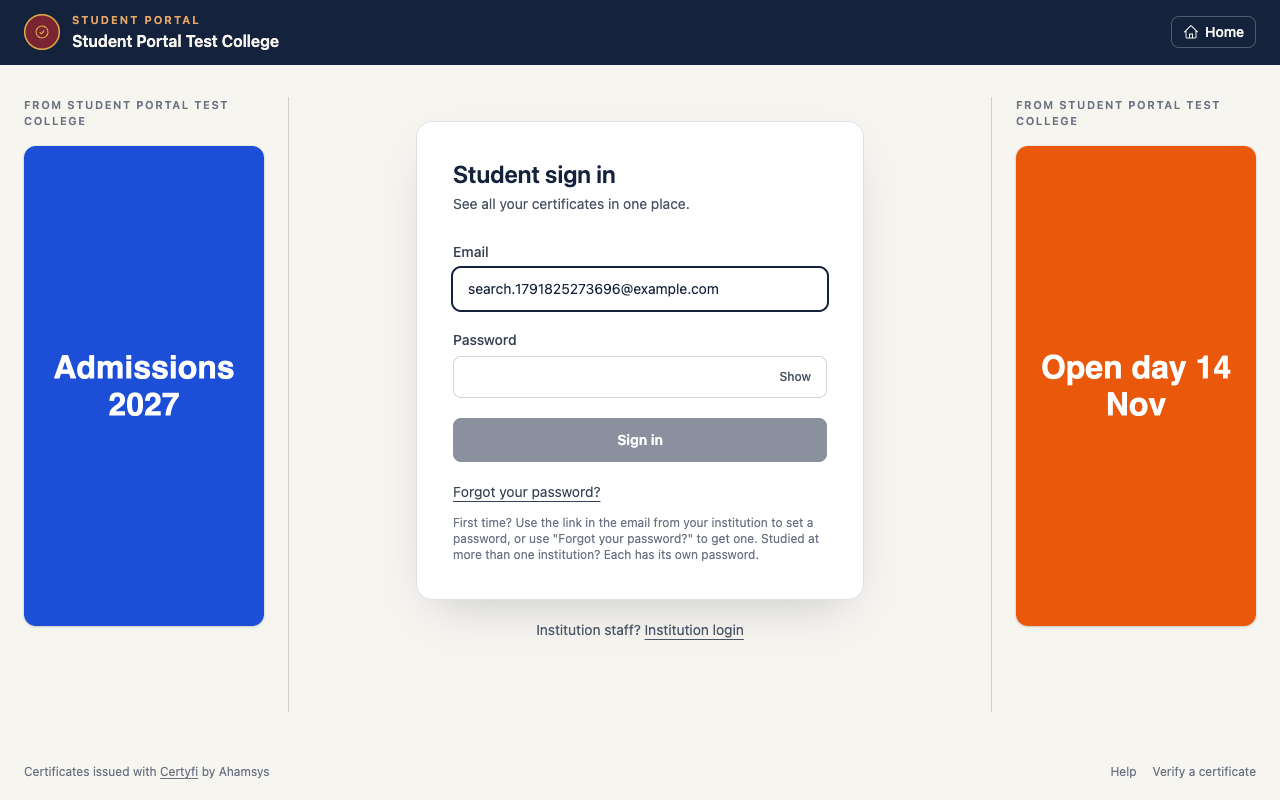 STUDENT PORTAL
Student Portal Test College
Home
FROM STUDENT PORTAL TEST
COLLEGE
Admissions
2027
Student sign in
See all your certificates in one place.
Email
search.1791825273696@example.com
Password
Show
Sign in
Forgot your password?
First time? Use the link in the email from your institution to set a
password, or use "Forgot your password?" to get one. Studied at
more than one institution? Each has its own password.
Institution staff? Institution login
FROM STUDENT PORTAL TEST
COLLEGE
Open day 14
Nov
Certificates issued with Certyfi by Ahamsys
Help
Verify a certificate